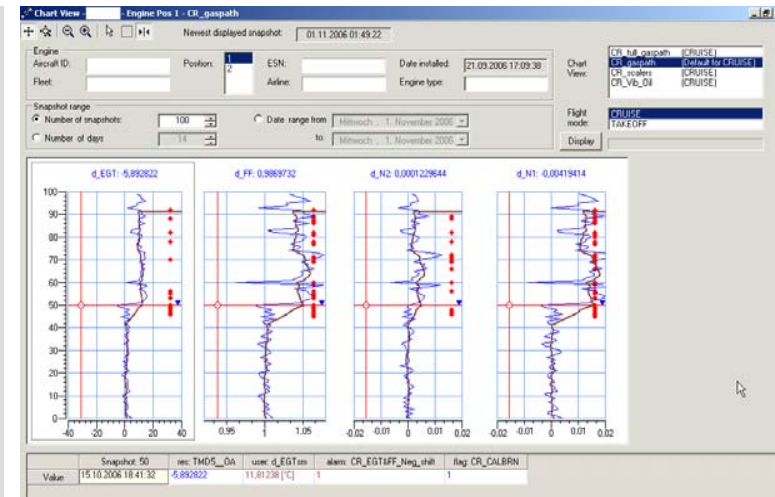 Chart View - - Engine Pos 1 - CR_gaspath
Newest displayed snapshot: 01.11.2006 01:49:22
Engine
Aircraft ID: Position: 1 ESN: Date installed: 21.09.2006 17:09:38
2
Fleet: Airline: Engine type:
Chart View:
CR_full_gaspath (CRUISE)
CR_gaspath (Default for CRUISE)
CR_scalers (CRUISE)
CR_Vib_Oil (CRUISE)
Snapshot range
Number of snapshots: 100 Date range from Mittwoch , 1. November 2006
Number of days 14 to: Mittwoch , 1. November 2006
Flight mode:
CRUISE
TAKEOFF
Display
d_EGT: -5,892822 d_FF: 0,9869732 d_N2: 0,0001229644 d_N1: -0,00419414
100
90
80
70
60
50
40
30
20
10
0
-40 -20 0 20 40 0.95 1 1.05 -0.02 -0.01 0 0.01 0.02 -0.02 -0.01 0 0.01 0.02
Snapshot: 50 res: TMD5__OA user: d_EGTsm alarm: CR_EGT&FF_Neg_shift flag: CR_CALBRN
Value 15.10.2006 18:41:32 -5,892822 11,81238 [°C] 1 1